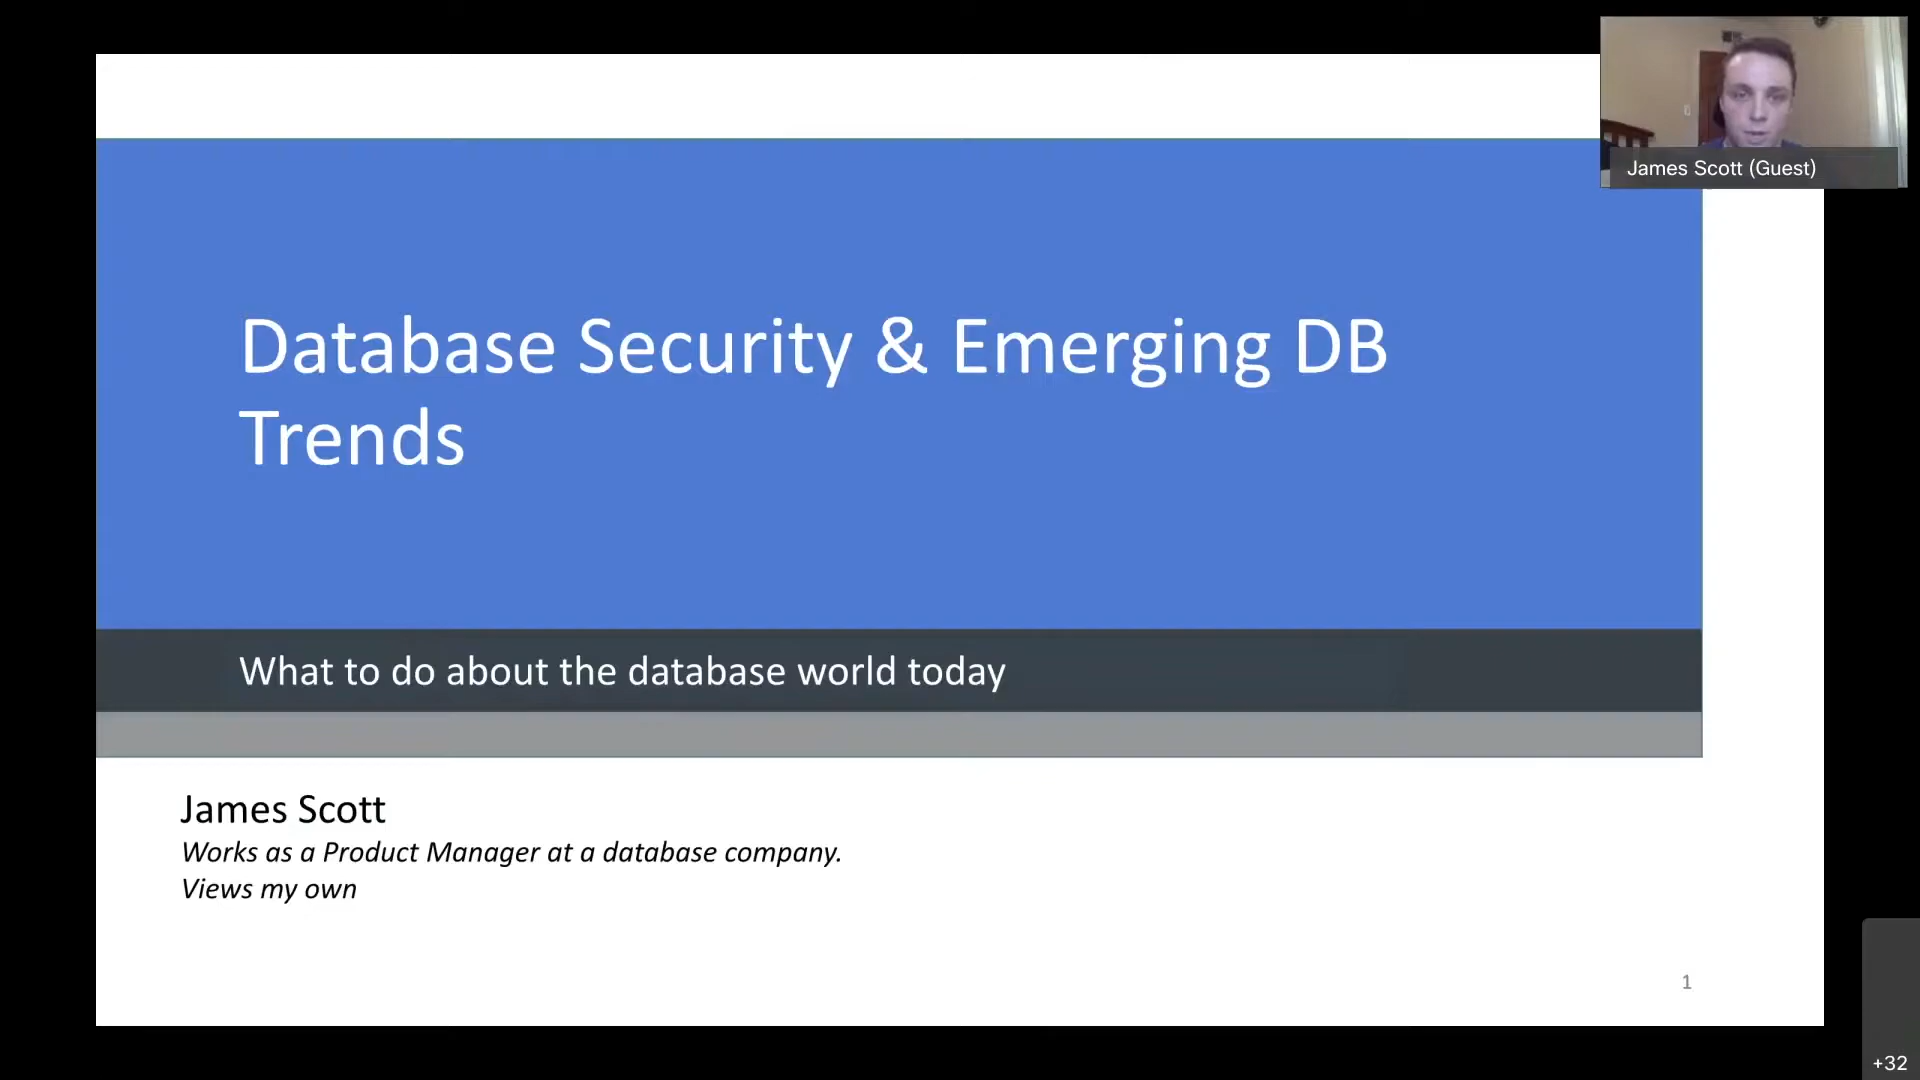 James Scott (Guest)
Database Security & Emerging DB
Trends
What to do about the database world today
James Scott
Works as a Product Manager at a database company.
Views my own
1
+32